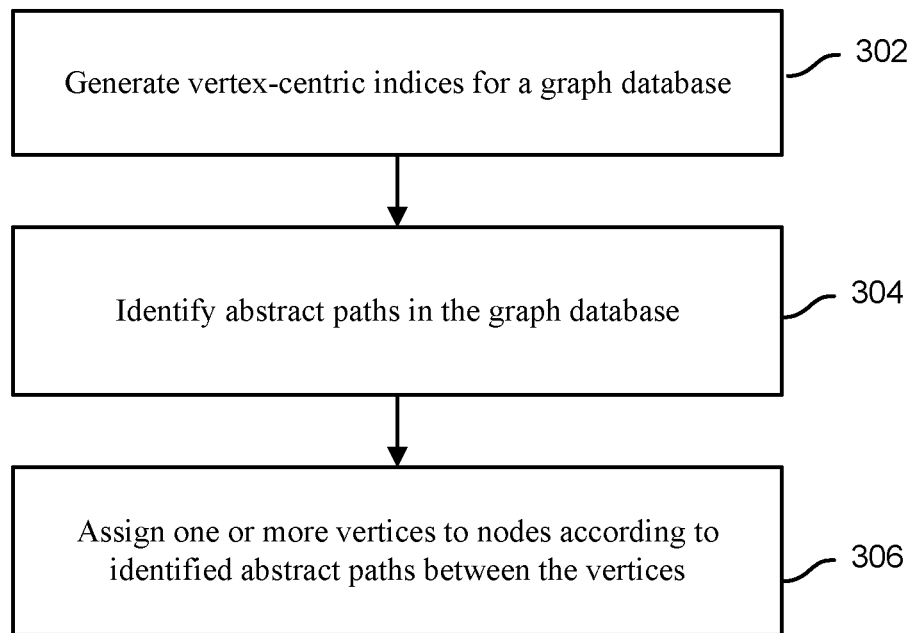 Generate vertex-centric indices for a graph database
302
Identify abstract paths in the graph database
304
Assign one or more vertices to nodes according to
identified abstract paths between the vertices
306